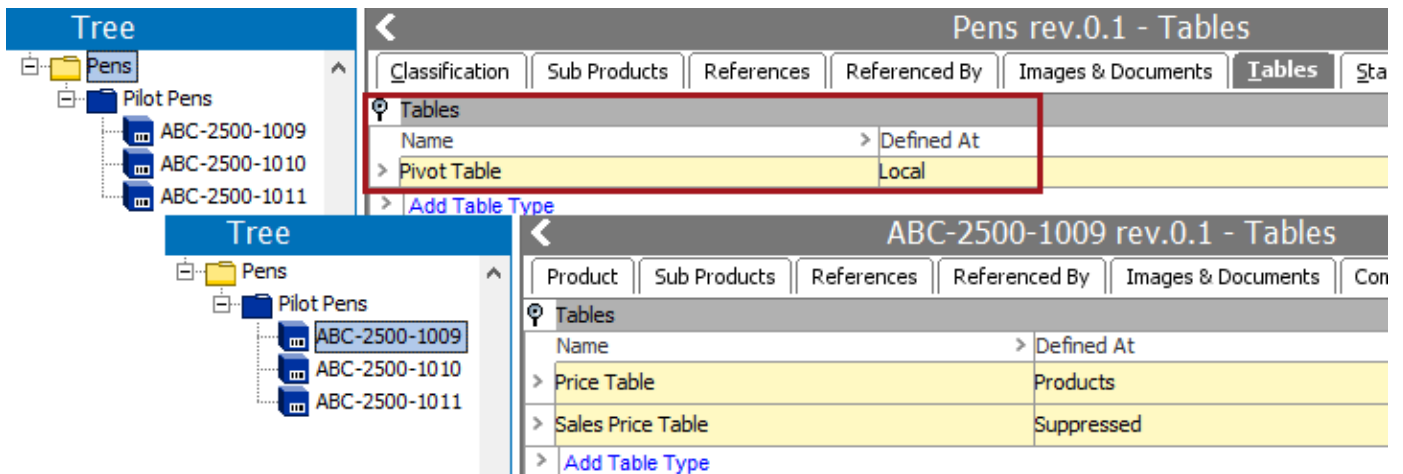 Tree
Pens
Pilot Pens
ABC-2500-1009
ABC-2500-1010
ABC-2500-1011
Pens rev.0.1 - Tables
Classification Sub Products References Referenced By Images & Documents Tables Sta
Tables
Name > Defined At
> Pivot Table Local
> Add Table Type
Tree
Pens
Pilot Pens
ABC-2500-1009
ABC-2500-1010
ABC-2500-1011
ABC-2500-1009 rev.0.1 - Tables
Product Sub Products References Referenced By Images & Documents Com
Tables
Name > Defined At
> Price Table Products
> Sales Price Table Suppressed
> Add Table Type